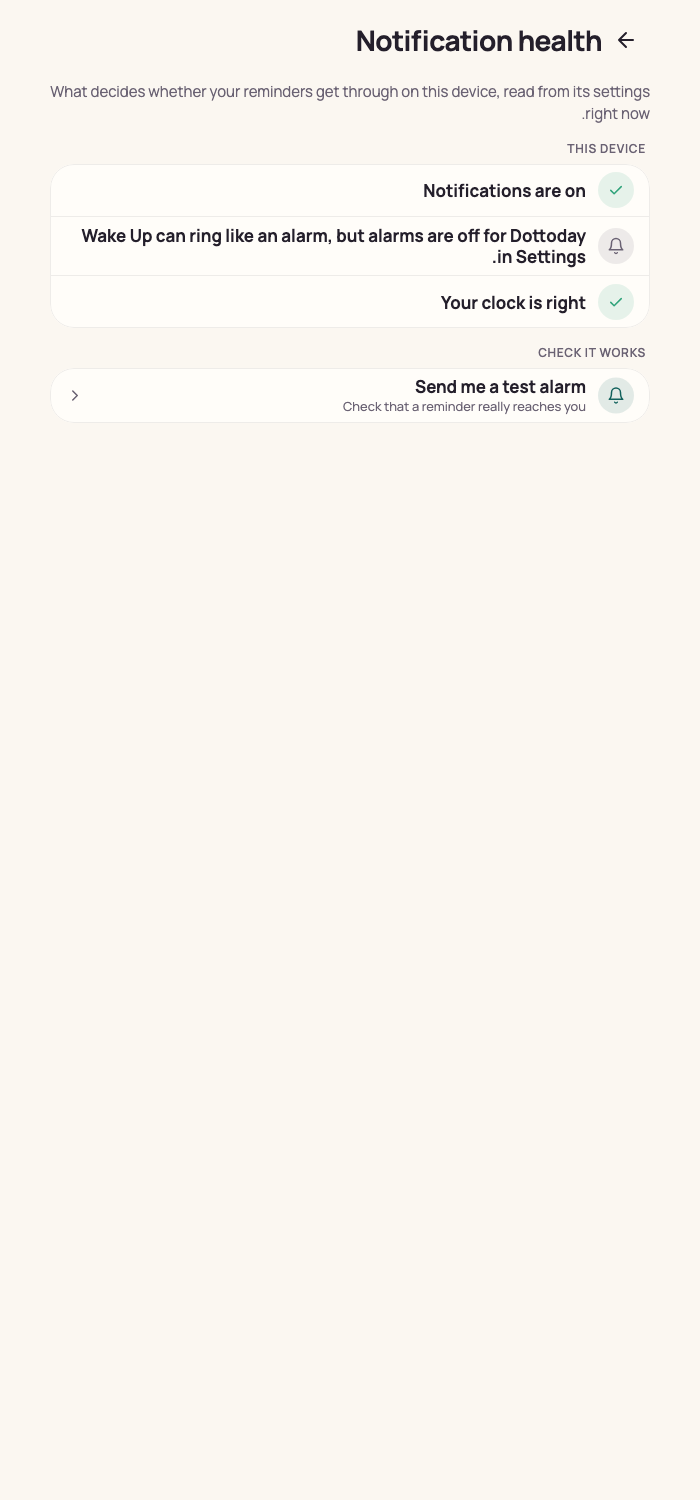 Notification health
What decides whether your reminders get through on this device, read from its settings
.right now
THIS DEVICE
Notifications are on
Wake Up can ring like an alarm, but alarms are off for Dottoday
.in Settings
Your clock is right
CHECK IT WORKS
Send me a test alarm
Check that a reminder really reaches you